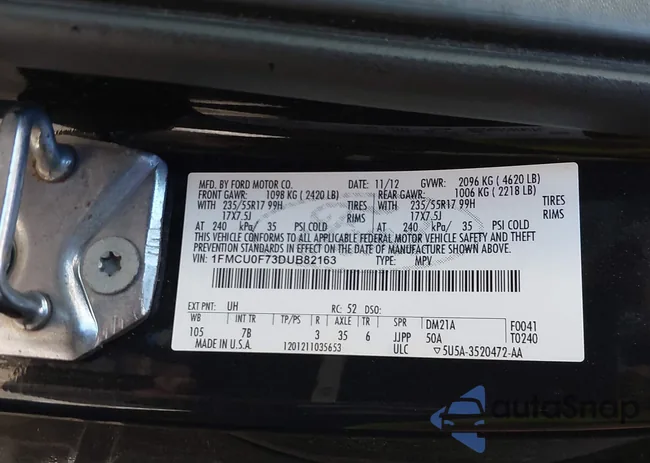 MFD. BY FORD MOTOR CO. DATE: 11/12 GVWR: 2096 KG ( 4620 LB)
FRONT GAWR: 1098 KG ( 2420 LB) REAR GAWR: 1006 KG ( 2218 LB)
WITH 235/55R17 99H TIRES WITH 235/55R17 99H TIRES
17X7.5J RIMS 17X7.5J RIMS
AT 240 kPa/ 35 PSI COLD AT 240 kPa/ 35 PSI COLD
THIS VEHICLE CONFORMS TO ALL APPLICABLE FEDERAL MOTOR VEHICLE SAFETY
AND THEFT PREVENTION STANDARDS IN EFFECT ON THE DATE OF MANUFACTURE SHOWN ABOVE.
VIN: 1FMCU0F73DUB82163 TYPE: MPV
EXT PNT: UH RC: 52 DSO:
WB INT TR TP/PS R AXLE TR SPR DM21A F0041
105 7B 3 35 6 JJPP 50A T0240
MADE IN U.S.A. 1201211035653 ULC ▽5U5A-3520472-AA
autoSnap